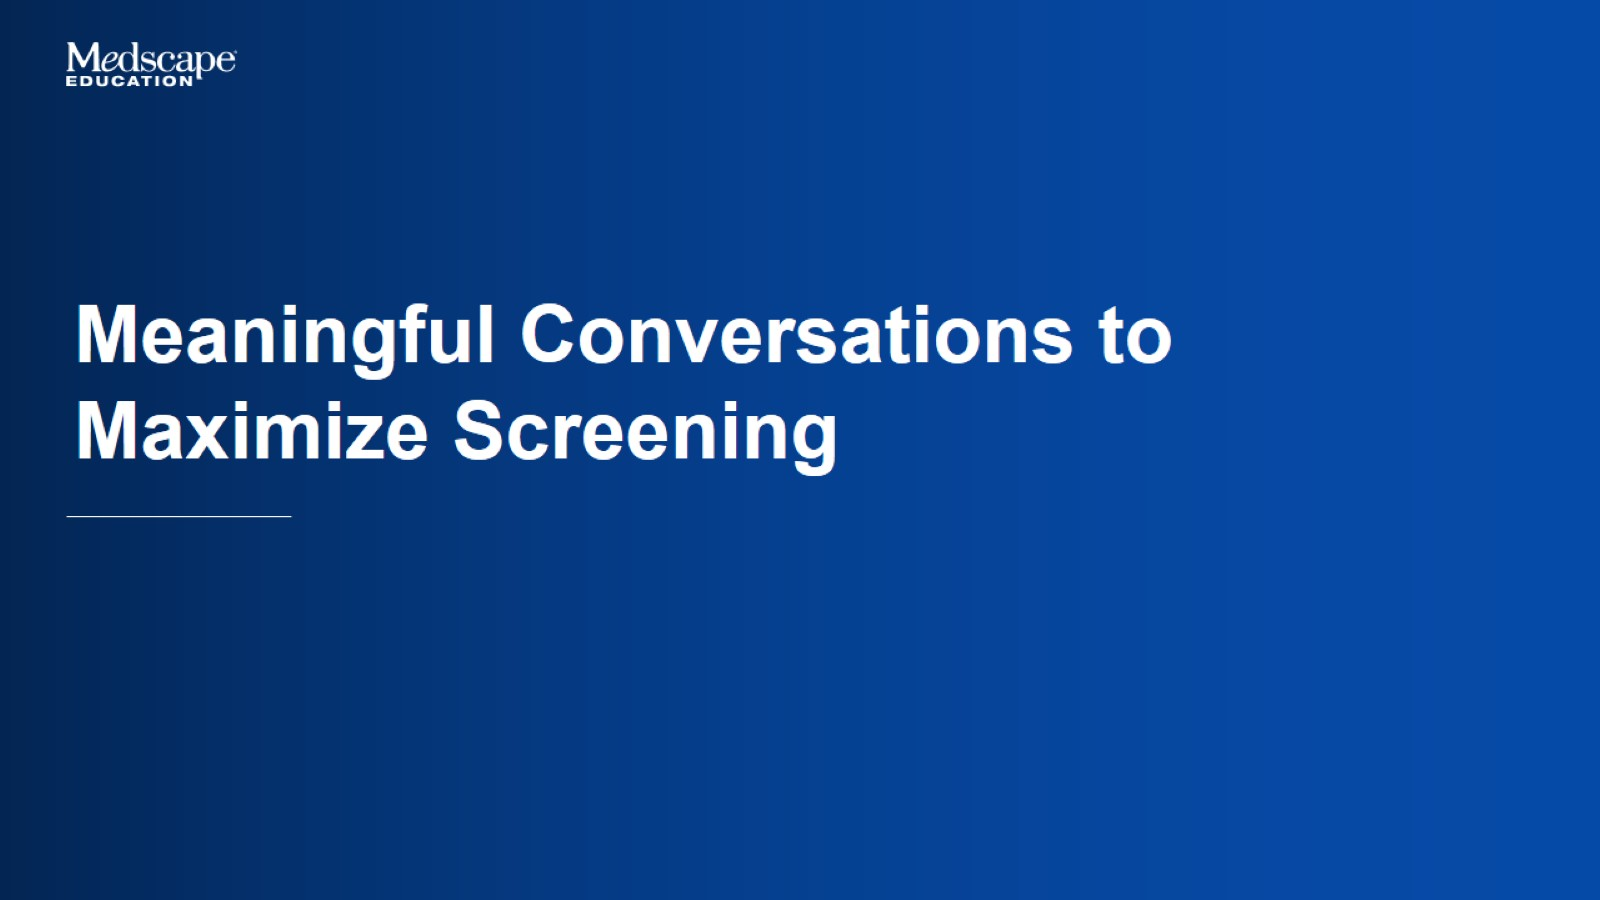 Medscape
EDUCATION
Meaningful Conversations to
Maximize Screening